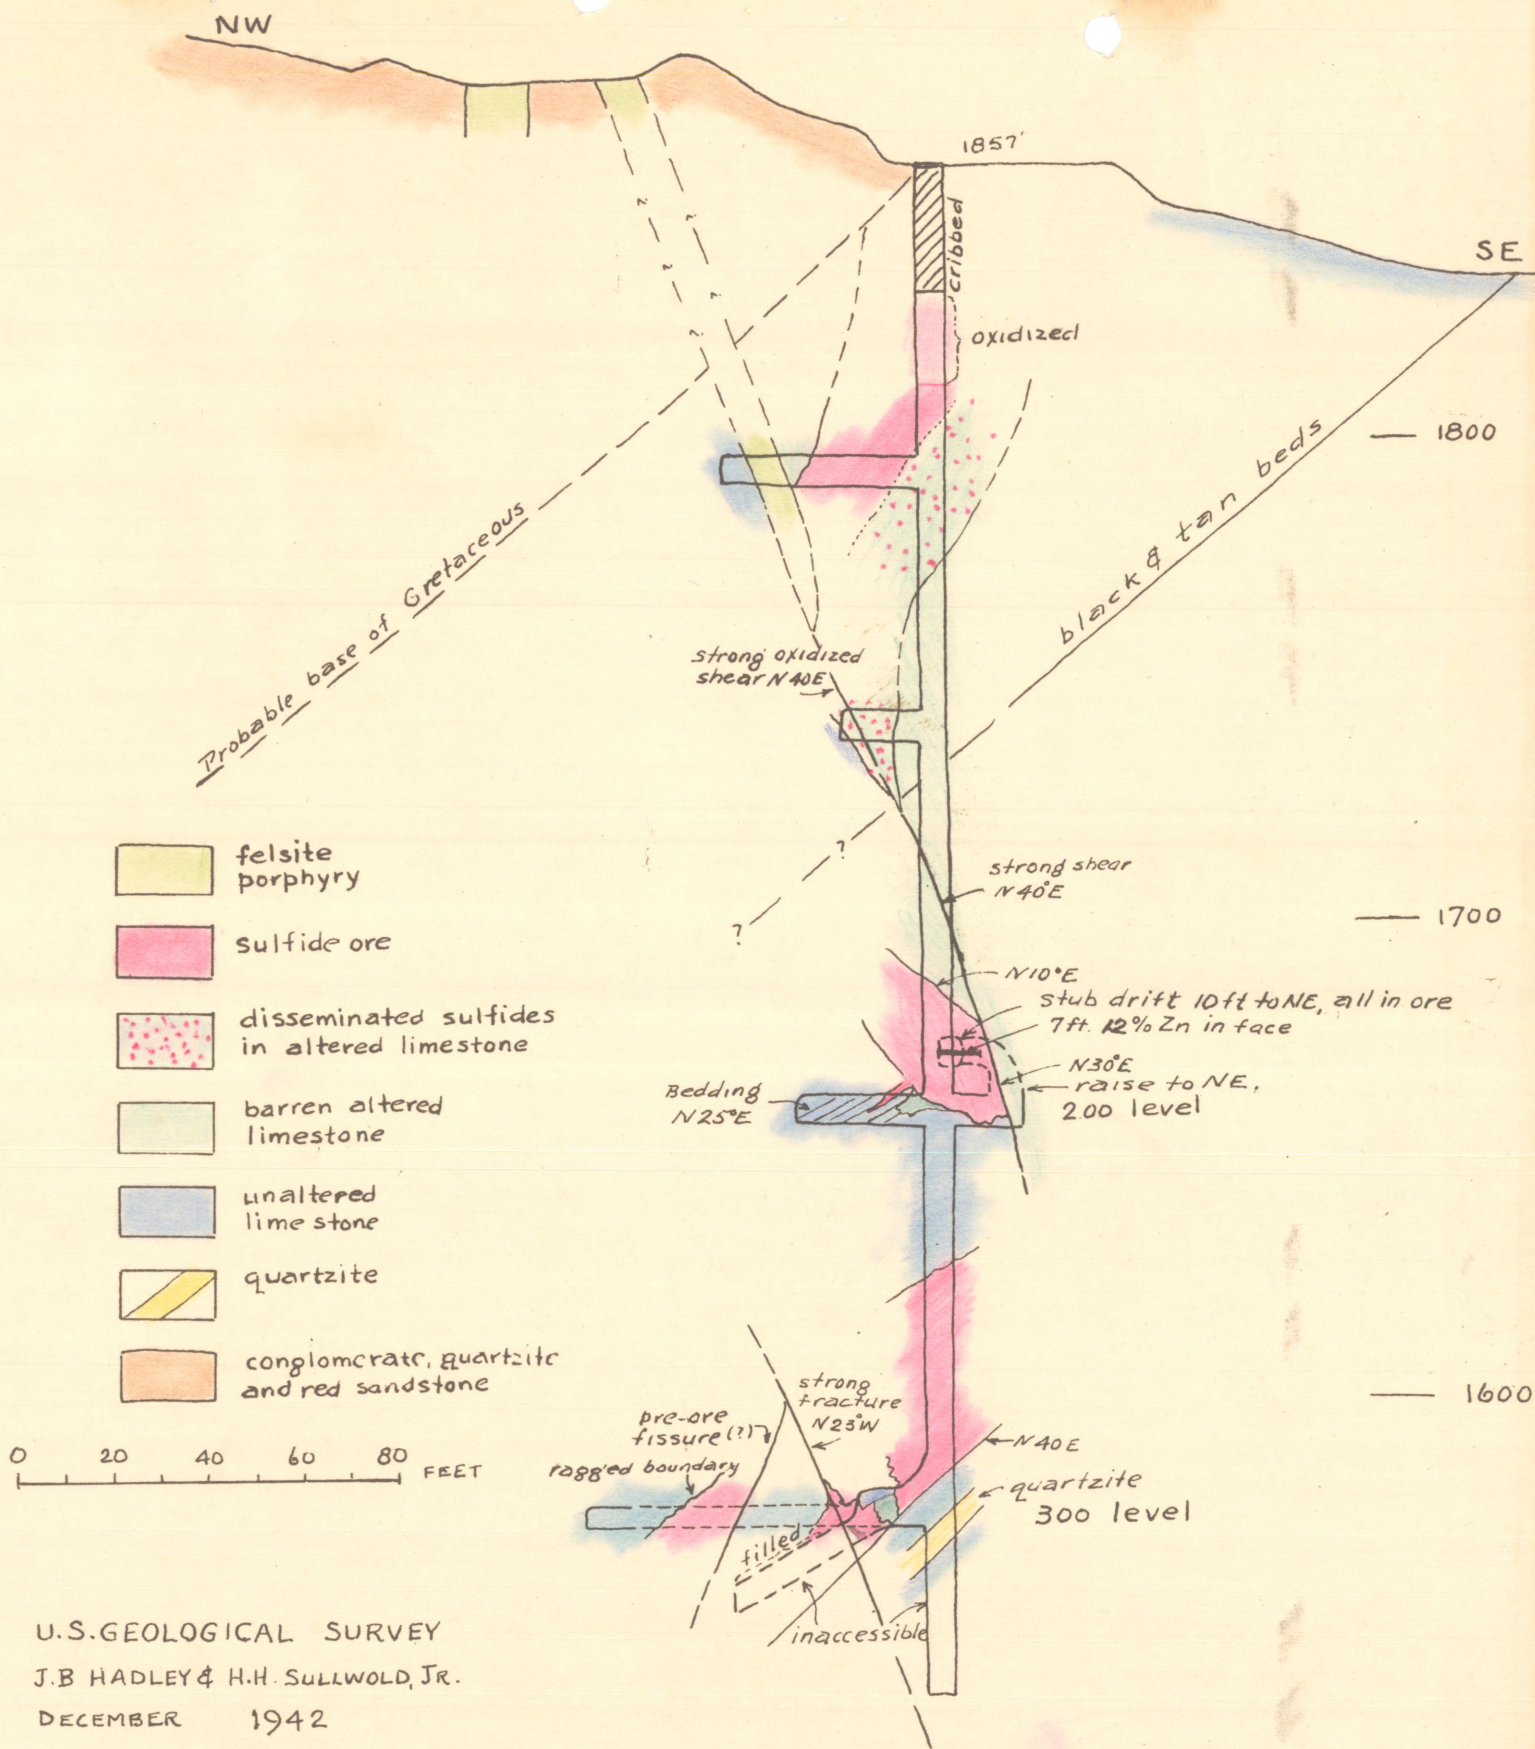 NW
1857'
cribbed
SE
oxidized
1800
black & tan beds
Probable base of Cretaceous
?
?
?
?
?
?
strong oxidized
shear N40E
felsite
porphyry
?
strong shear
N40°E
?
1700
sulfide ore
N10°E
stub drift 10ft to NE, all in ore
7ft. 12% Zn in face
disseminated sulfides
in altered limestone
N30°E
raise to NE,
200 level
Bedding
N25°E
barren altered
limestone
unaltered
limestone
quartzite
conglomerate, quartzite
and red sandstone
strong
fracture
N23°W
1600
pre-ore
fissure (?)
ragged boundary
N40E
quartzite
300 level
0 20 40 60 80 FEET
filled
inaccessible
U.S. GEOLOGICAL SURVEY
J.B HADLEY & H.H. SULLWOLD, JR.
DECEMBER 1942